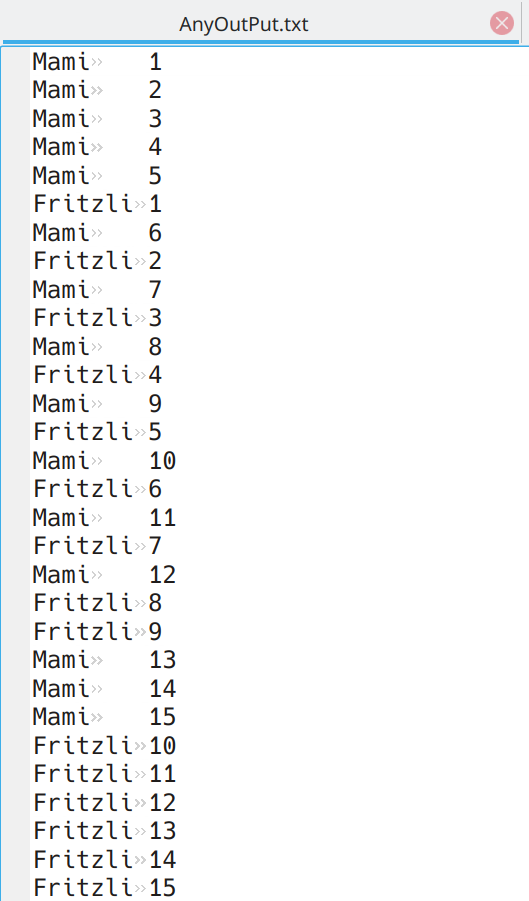 AnyOutPut.txt
Mami	1
Mami	2
Mami	3
Mami	4
Mami	5
Fritzli	1
Mami	6
Fritzli	2
Mami	7
Fritzli	3
Mami	8
Fritzli	4
Mami	9
Fritzli	5
Mami	10
Fritzli	6
Mami	11
Fritzli	7
Mami	12
Fritzli	8
Fritzli	9
Mami	13
Mami	14
Mami	15
Fritzli	10
Fritzli	11
Fritzli	12
Fritzli	13
Fritzli	14
Fritzli	15